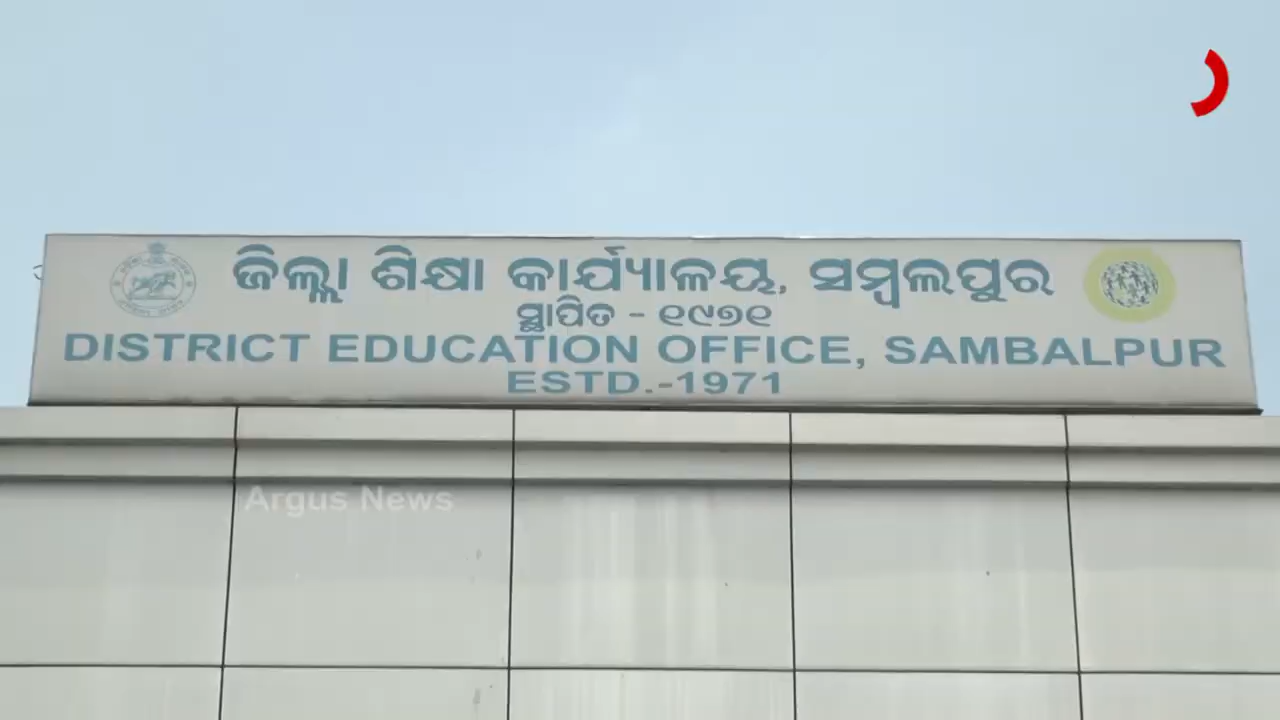 ଜିଲ୍ଲା ଶିକ୍ଷା କାର୍ଯ୍ୟାଳୟ, ସମ୍ବଲପୁର
ସ୍ଥାପିତ - ୧୯୭୧
DISTRICT EDUCATION OFFICE, SAMBALPUR
ESTD.-1971
Argus News